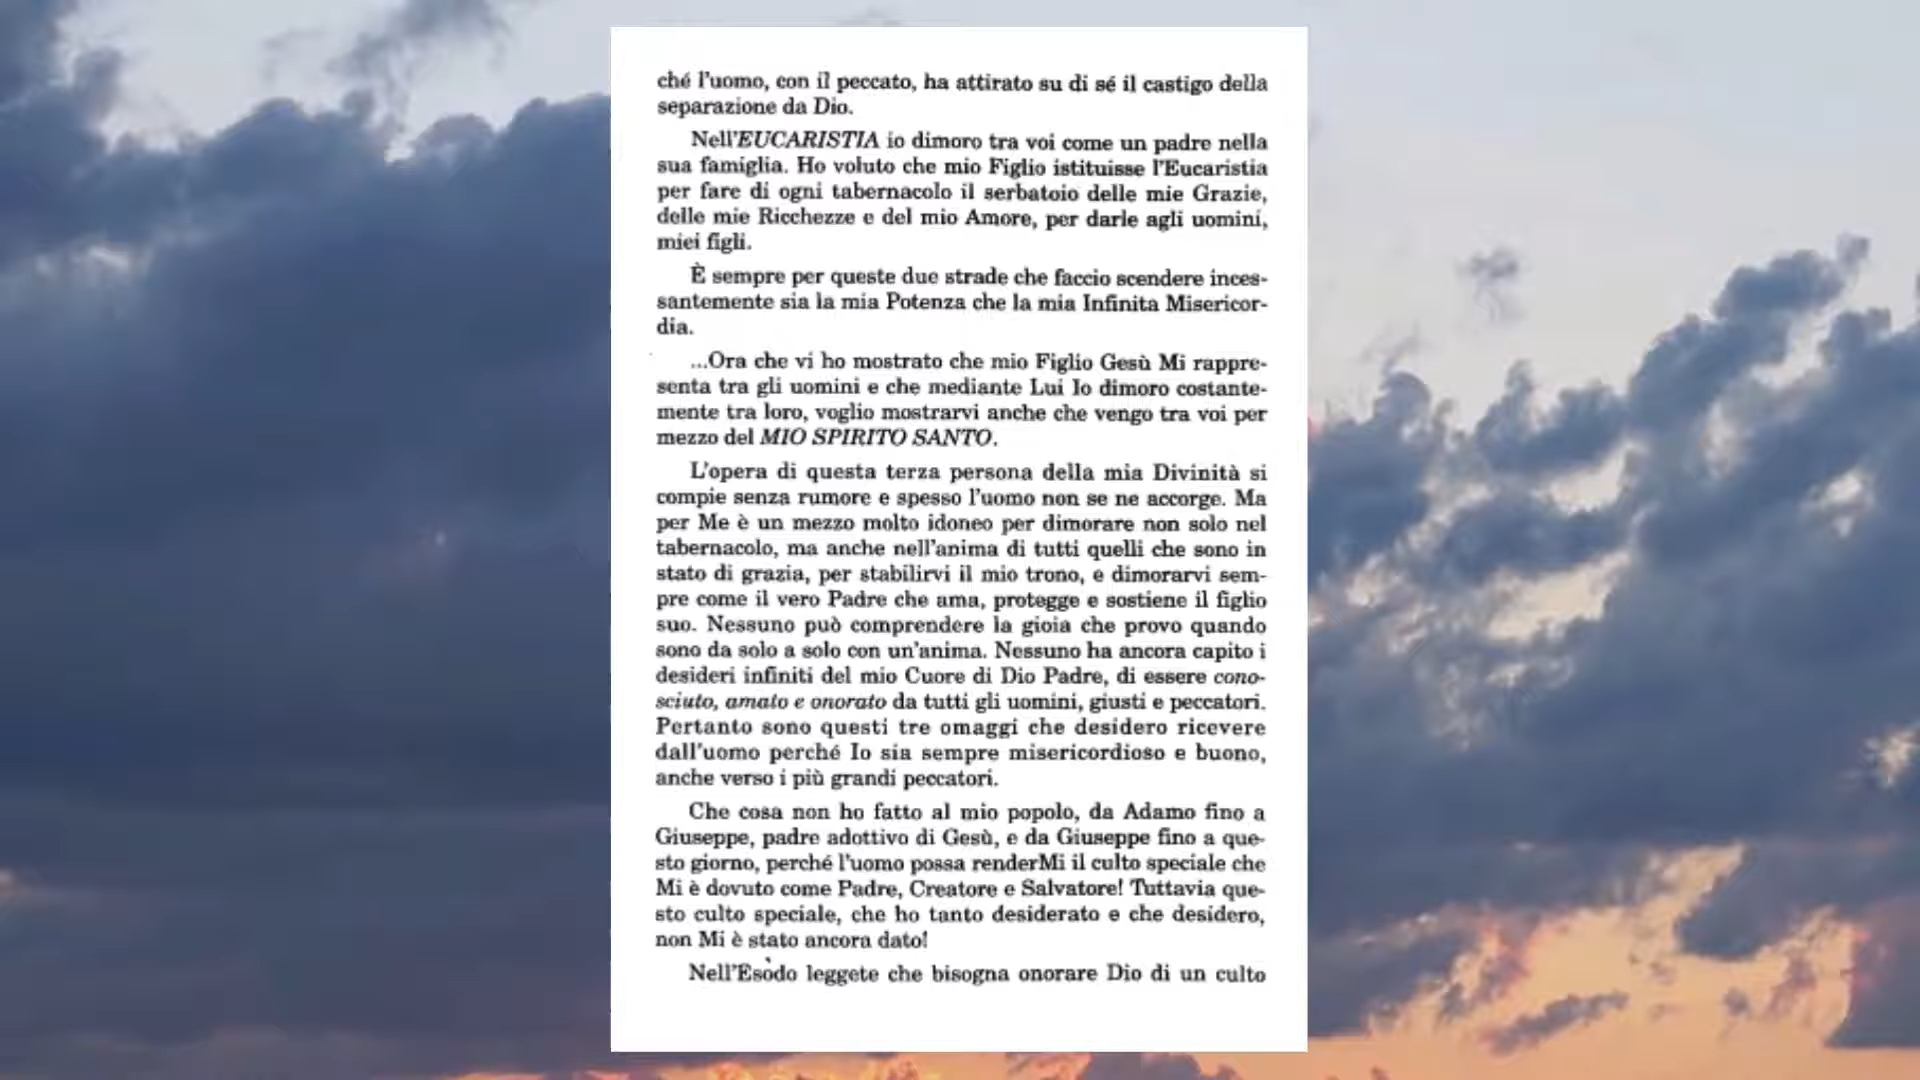 ché l'uomo, con il peccato, ha attirato su di sé il castigo della
separazione da Dio.
Nell'EUCARISTIA io dimoro tra voi come un padre nella
sua famiglia. Ho voluto che mio Figlio istituisse l'Eucaristia
per fare di ogni tabernacolo il serbatoio delle mie Grazie,
delle mie Ricchezze e del mio Amore, per darle agli uomini,
miei figli.
È sempre per queste due strade che faccio scendere inces-
santemente sia la mia Potenza che la mia Infinita Misericor-
dia.
...Ora che vi ho mostrato che mio Figlio Gesù Mi rappre-
senta tra gli uomini e che mediante Lui Io dimoro costante-
mente tra loro, voglio mostrarvi anche che vengo tra voi per
mezzo del MIO SPIRITO SANTO.
L'opera di questa terza persona della mia Divinità si
compie senza rumore e spesso l'uomo non se ne accorge. Ma
per Me è un mezzo molto idoneo per dimorare non solo nel
tabernacolo, ma anche nell'anima di tutti quelli che sono in
stato di grazia, per stabilirvi il mio trono, e dimorarvi sem-
pre come il vero Padre che ama, protegge e sostiene il figlio
suo. Nessuno può comprendere la gioia che provo quando
sono da solo a solo con un'anima. Nessuno ha ancora capito i
desideri infiniti del mio Cuore di Dio Padre, di essere cono-
sciuto, amato e onorato da tutti gli uomini, giusti e peccatori.
Pertanto sono questi tre omaggi che desidero ricevere
dall'uomo perché Io sia sempre misericordioso e buono,
anche verso i più grandi peccatori.
Che cosa non ho fatto al mio popolo, da Adamo fino a
Giuseppe, padre adottivo di Gesù, e da Giuseppe fino a que-
sto giorno, perché l'uomo possa renderMi il culto speciale che
Mi è dovuto come Padre, Creatore e Salvatore! Tuttavia que-
sto culto speciale, che ho tanto desiderato e che desidero,
non Mi è stato ancora dato!
Nell'Esodo leggete che bisogna onorare Dio di un culto